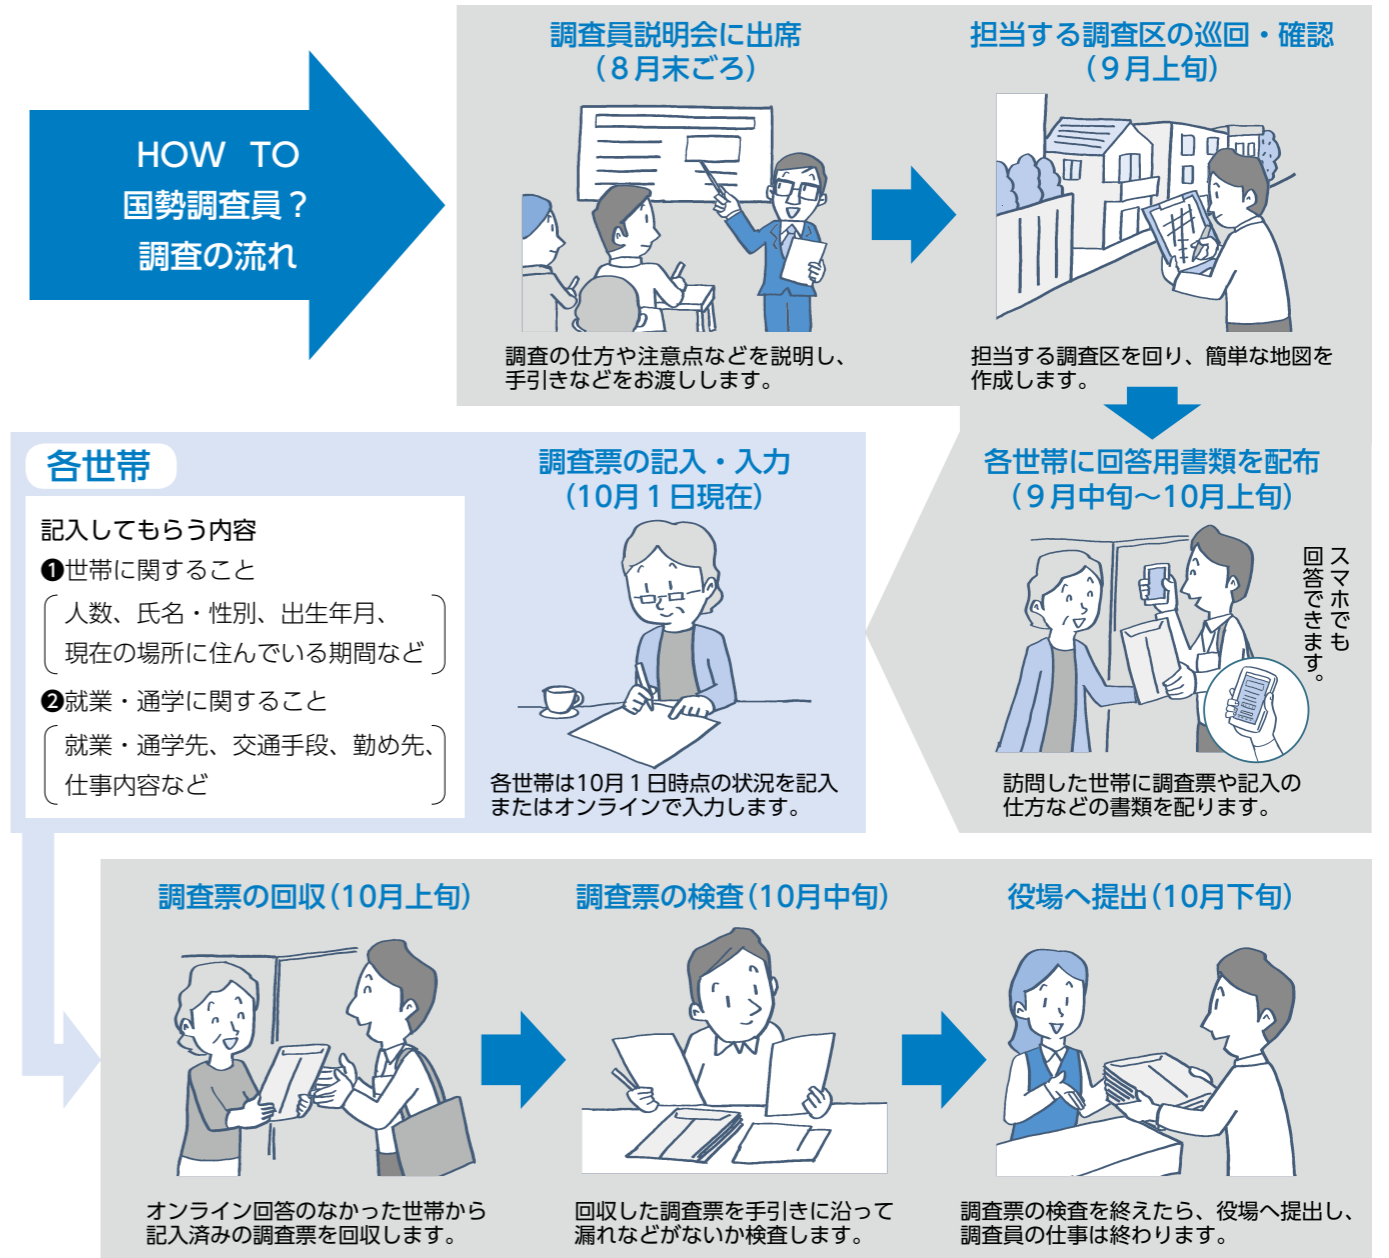 HOW TO
国勢調査員？
調査の流れ
調査員説明会に出席
（８月末ごろ）
調査の仕方や注意点などを説明し、
手引きなどをお渡しします。
担当する調査区の巡回・確認
（９月上旬）
担当する調査区を回り、簡単な地図を
作成します。
各世帯に回答用書類を配布
（９月中旬～10月上旬）
スマホでも
回答できます。
訪問した世帯に調査票や記入の
仕方などの書類を配ります。
調査票の記入・入力
（10月１日現在）
各世帯は10月１日時点の状況を記入
またはオンラインで入力します。
各世帯
記入してもらう内容
❶世帯に関すること
人数、氏名・性別、出生年月、
現在の場所に住んでいる期間など
❷就業・通学に関すること
就業・通学先、交通手段、勤め先、
仕事内容など
調査票の回収（10月上旬）
オンライン回答のなかった世帯から
記入済みの調査票を回収します。
調査票の検査（10月中旬）
回収した調査票を手引きに沿って
漏れなどがないか検査します。
役場へ提出（10月下旬）
調査票の検査を終えたら、役場へ提出し、
調査員の仕事は終わります。